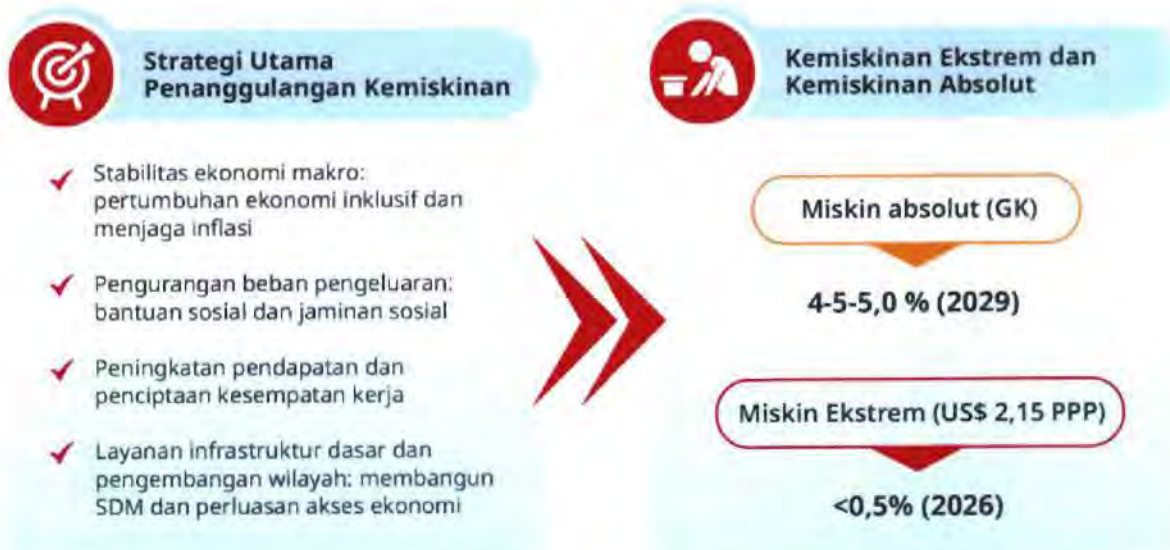 Strategi Utama
Penanggulangan Kemiskinan
Stabilitas ekonomi makro:
pertumbuhan ekonomi inklusif dan
menjaga inflasi
Pengurangan beban pengeluaran:
bantuan sosial dan jaminan sosial
Peningkatan pendapatan dan
penciptaan kesempatan kerja
Layanan infrastruktur dasar dan
pengembangan wilayah: membangun
SDM dan perluasan akses ekonomi
Kemiskinan Ekstrem dan
Kemiskinan Absolut
Miskin absolut (GK)
4-5-5,0 % (2029)
Miskin Ekstrem (US$ 2,15 PPP)
<0,5% (2026)